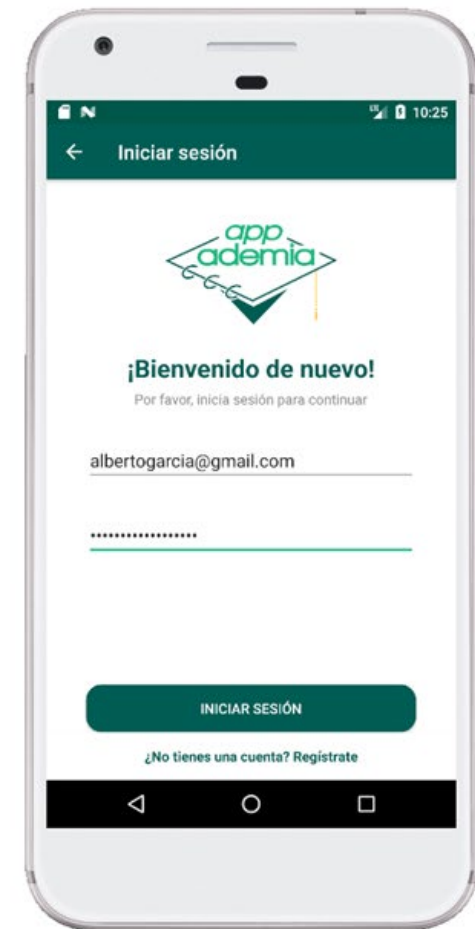 10:25
Iniciar sesión
app
ademia
¡Bienvenido de nuevo!
Por favor, inicia sesión para continuar
albertogarcia@gmail.com
••••••••••••••••••
INICIAR SESIÓN
¿No tienes una cuenta? Regístrate